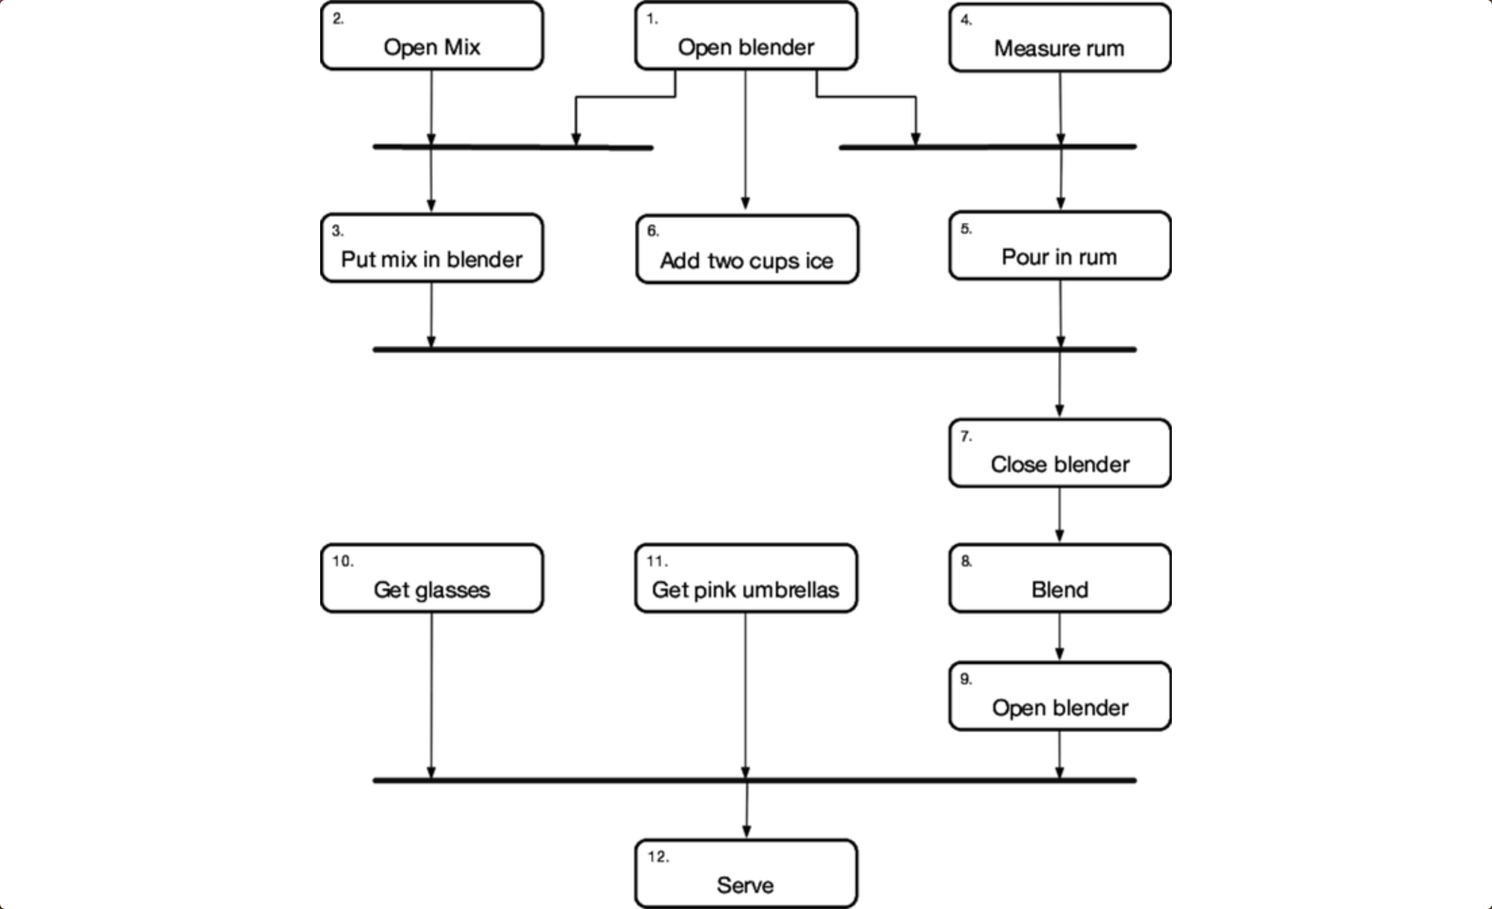 2.
Open Mix
1.
Open blender
4.
Measure rum
3.
Put mix in blender
6.
Add two cups ice
5.
Pour in rum
7.
Close blender
10.
Get glasses
11.
Get pink umbrellas
8.
Blend
9.
Open blender
12.
Serve